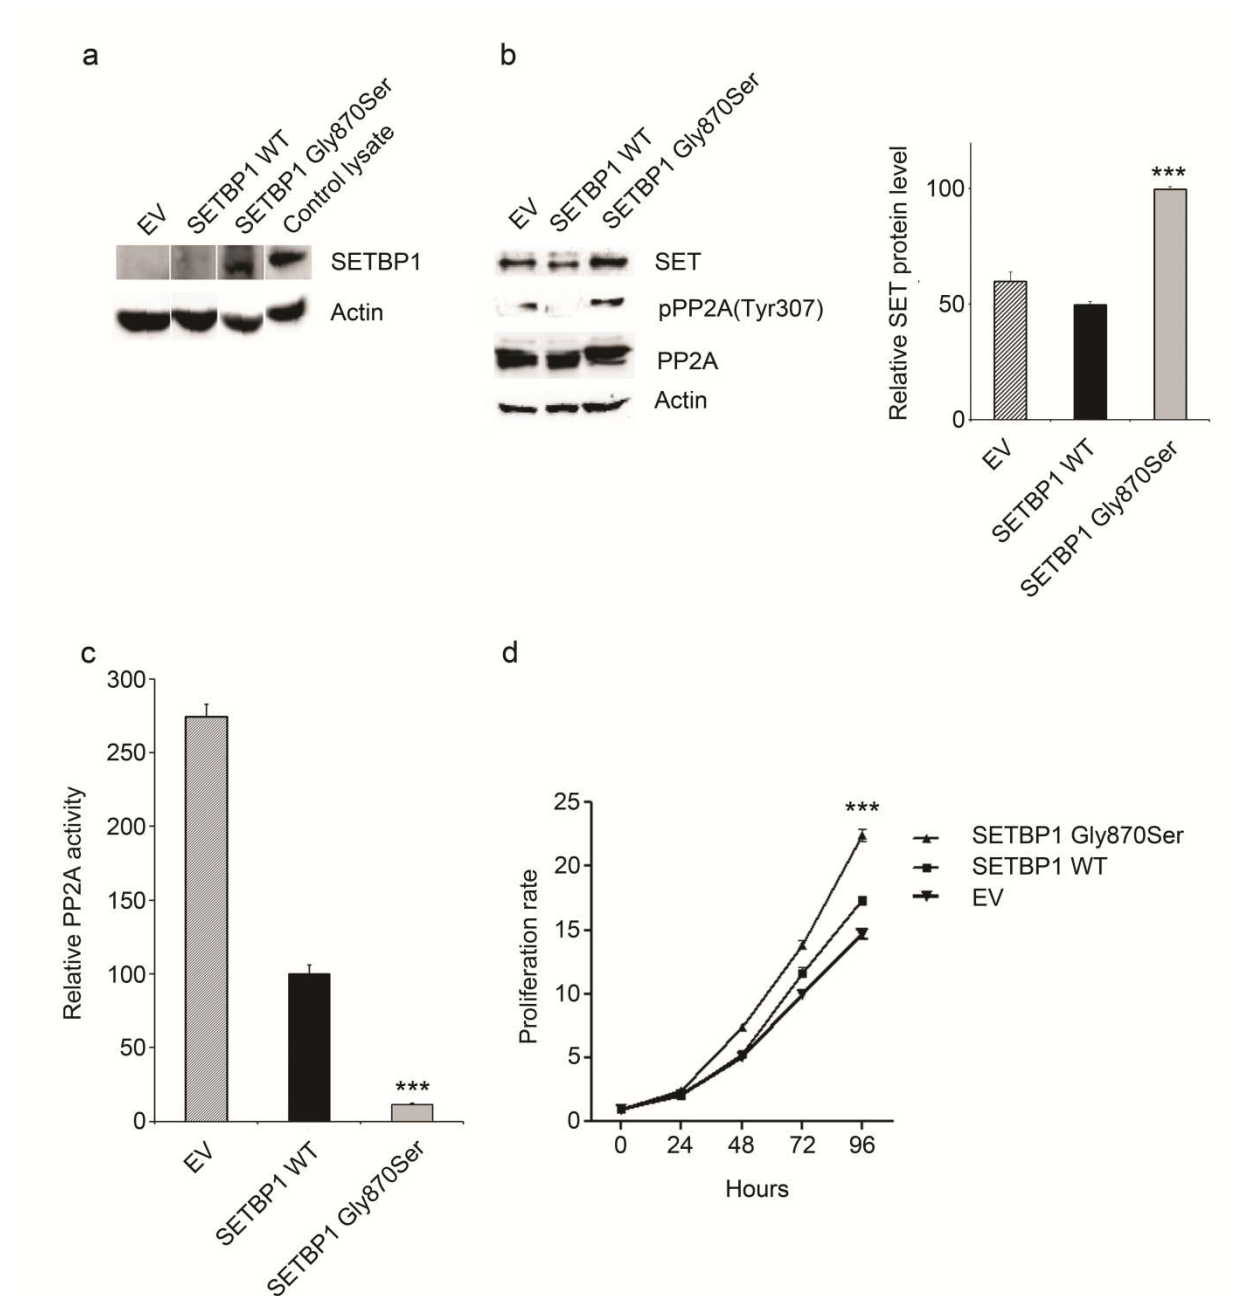 a
EV
SETBP1 WT
SETBP1 Gly870Ser
Control lysate
SETBP1
Actin
b
EV
SETBP1 WT
SETBP1 Gly870Ser
SET
pPP2A(Tyr307)
PP2A
Actin
Relative SET protein level
100
50
0
***
EV
SETBP1 WT
SETBP1 Gly870Ser
c
Relative PP2A activity
300
250
200
150
100
50
0
***
EV
SETBP1 WT
SETBP1 Gly870Ser
d
Proliferation rate
25
20
15
10
5
0
***
0 24 48 72 96
Hours
SETBP1 Gly870Ser
SETBP1 WT
EV